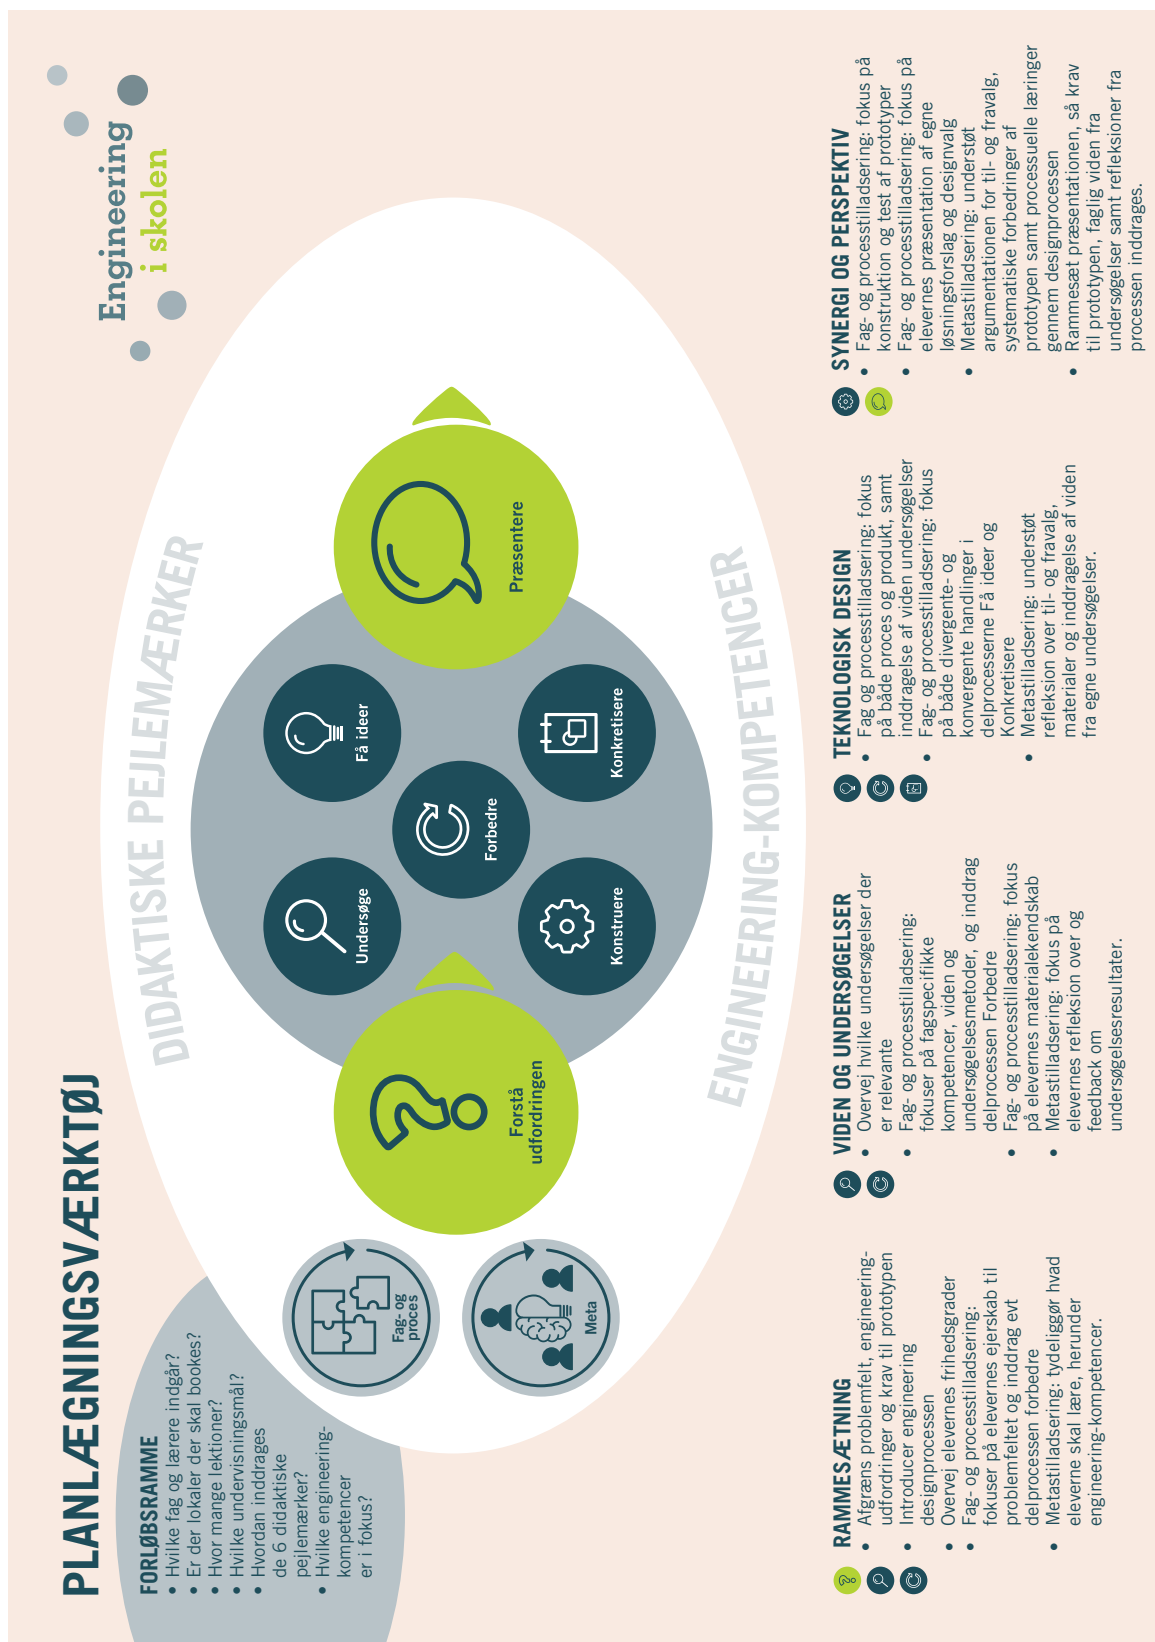 PLANLÆGNINGSVÆRKTØJ
Engineering
i skolen
FORLØBSRAMME
• Hvilke fag og lærere indgår?
• Er der lokaler der skal bookes?
• Hvor mange lektioner?
• Hvilke undervisningsmål?
• Hvordan inddrages
de 6 didaktiske
pejlemærker?
• Hvilke engineering-
kompetencer
er i fokus?
DIDAKTISKE PEJLEMÆRKER
Fag- og
proces
Meta
Forstå
udfordringen
Undersøge
Få ideer
Forbedre
Konstruere
Konkretisere
Præsentere
ENGINEERING-KOMPETENCER
RAMMESÆTNING
• Afgræns problemfelt, engineering-
udfordringer og krav til prototypen
• Introducer engineering
designprocessen
• Overvej elevernes frihedsgrader
• Fag- og processtilladsering:
fokuser på elevernes ejerskab til
problemfeltet og inddrag evt
delprocessen forbedre
• Metastilladsering: tydeliggør hvad
eleverne skal lære, herunder
engineering-kompetencer.
VIDEN OG UNDERSØGELSER
• Overvej hvilke undersøgelser der
er relevante
• Fag- og processtilladsering:
fokuser på fagspecifikke
kompetencer, viden og
undersøgelsesmetoder, og inddrag
delprocessen Forbedre
• Fag- og processtilladsering: fokus
på elevernes materialekendskab
• Metastilladsering: fokus på
elevernes refleksion over og
feedback om
undersøgelsesresultater.
TEKNOLOGISK DESIGN
• Fag og processtilladsering: fokus
på både proces og produkt, samt
inddragelse af viden undersøgelser
• Fag- og processtilladsering: fokus
på både divergente- og
konvergente handlinger i
delprocesserne Få ideer og
Konkretisere
• Metastilladsering: understøt
refleksion over til- og fravalg,
materialer og inddragelse af viden
fra egne undersøgelser.
SYNERGI OG PERSPEKTIV
• Fag- og processtilladsering: fokus på
konstruktion og test af prototyper
• Fag- og processtilladsering: fokus på
elevernes præsentation af egne
løsningsforslag og designvalg
• Metastilladsering: understøt
argumentationen for til- og fravalg,
systematiske forbedringer af
prototypen samt processuelle læringer
gennem designprocessen
• Rammesæt præsentationen, så krav
til prototypen, faglig viden fra
undersøgelser samt refleksioner fra
processen inddrages.